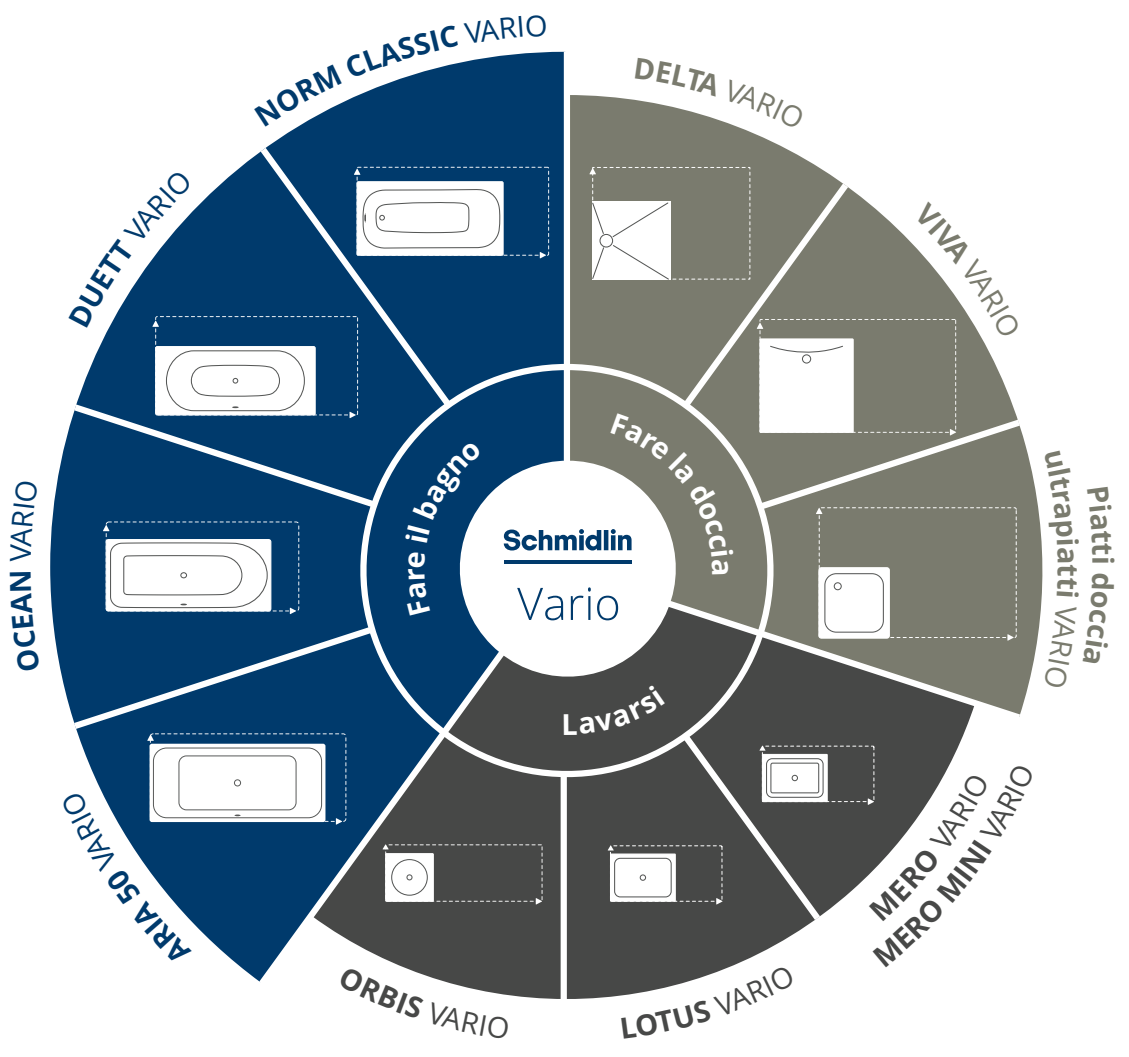 Schmidlin
Vario
Fare il bagno
Fare la doccia
Lavarsi
NORM CLASSIC VARIO
DELTA VARIO
VIVA VARIO
Piatti doccia
ultrapiatti VARIO
MERO VARIO
MERO MINI VARIO
LOTUS VARIO
ORBIS VARIO
ARIA 50 VARIO
OCEAN VARIO
DUETT VARIO